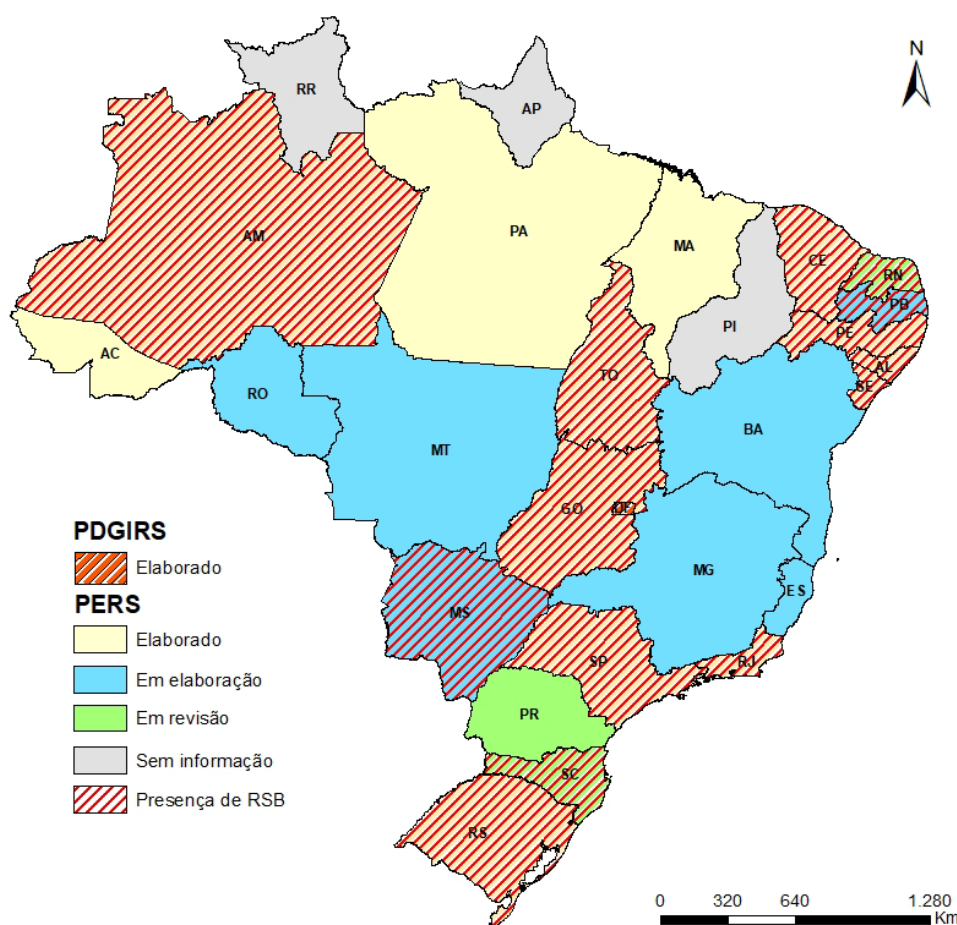 N
RR
AP
AM
PA
MA
CE
RN
PB
PI
PE
AC
AL
TO
SE
RO
BA
MT
GO
DF
MG
E S
MS
SP
RJ
PR
SC
RS
PDGIRS
Elaborado
PERS
Elaborado
Em elaboração
Em revisão
Sem informação
Presença de RSB
0 320 640 1.280
Km